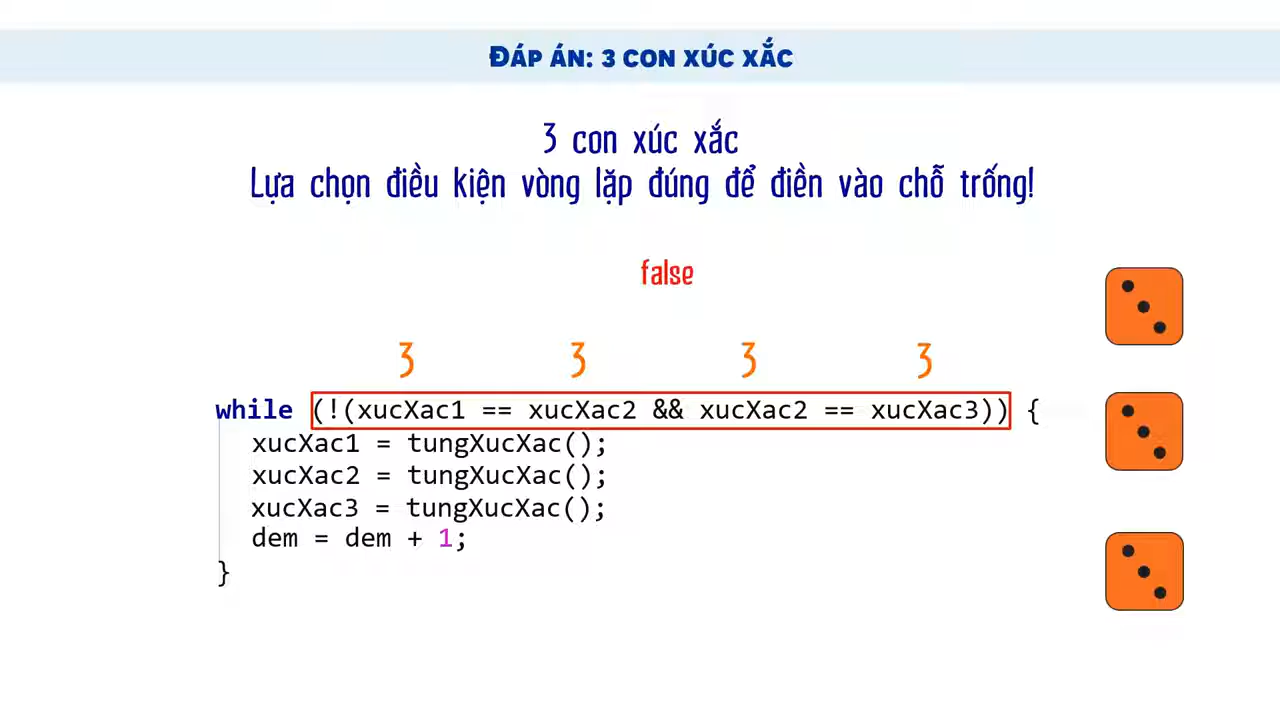 ĐÁP ÁN: 3 CON XÚC XẮC
3 con xúc xắc
Lựa chọn điều kiện vòng lặp đúng để điền vào chỗ trống!
false
3 3 3 3
while (!(xucXac1 == xucXac2 && xucXac2 == xucXac3)) {
xucXac1 = tungXucXac();
xucXac2 = tungXucXac();
xucXac3 = tungXucXac();
dem = dem + 1;
}